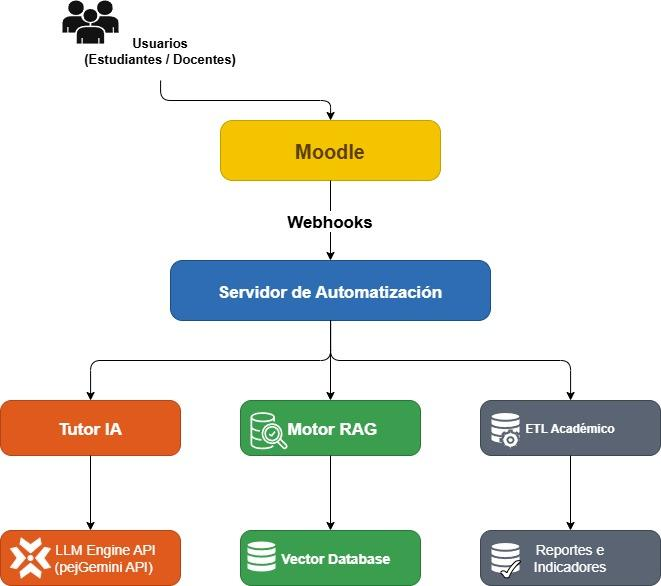 Usuarios
(Estudiantes / Docentes)
Moodle
Webhooks
Servidor de Automatización
Tutor IA
Motor RAG
ETL Académico
LLM Engine API
(pejGemini API)
Vector Database
Reportes e
Indicadores